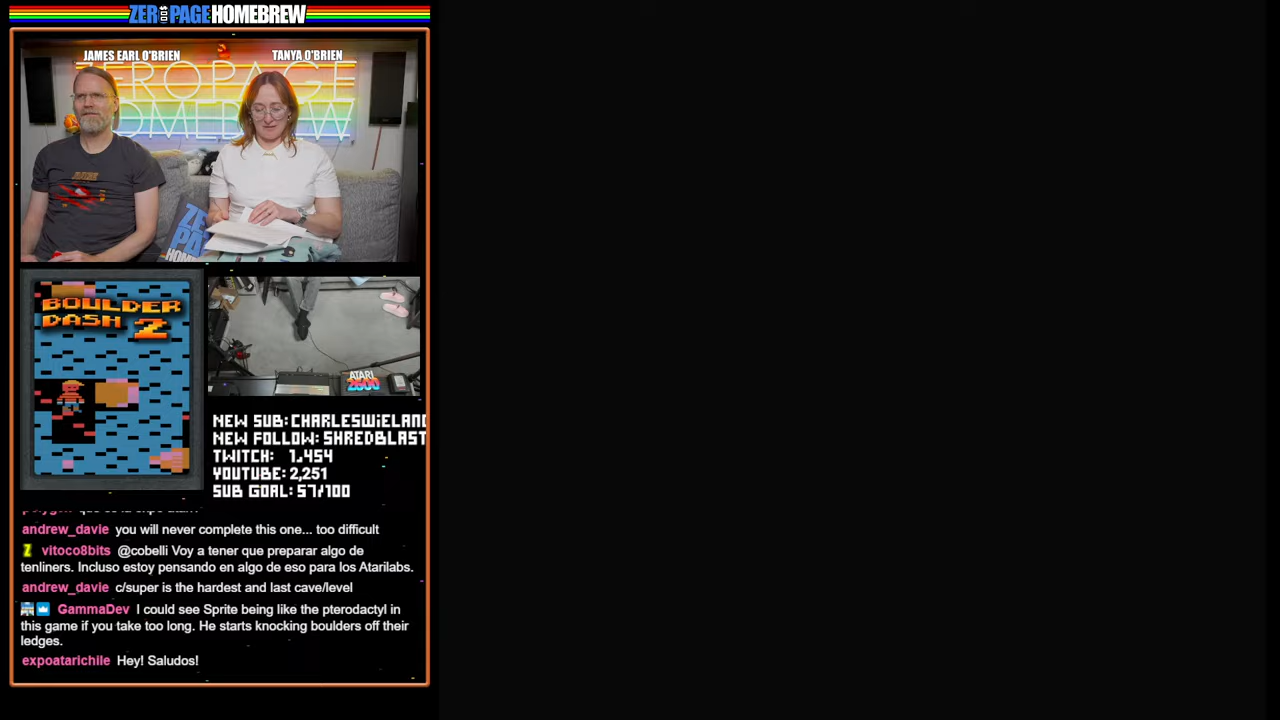 ZEROPAGE HOMEBREW
JAMES EARL O'BRIEN
TANYA O'BRIEN
ZEROPAGE
HOMEBREW
BOULDER
DASH 2
ATARI
2600
NEW SUB: CHARLESWIELAND
NEW FOLLOW: SHREDBLAST
TWITCH: 1,454
YOUTUBE: 2,251
SUB GOAL: 57/100
andrew_davie you will never complete this one... too difficult
vitoco8bits @cobelli Voy a tener que preparar algo de
tenliners. Incluso estoy pensando en algo de eso para los Atarilabs.
andrew_davie c/super is the hardest and last cave/level
GammaDev I could see Sprite being like the pterodactyl in
this game if you take too long. He starts knocking boulders off their
ledges.
expoatarichile Hey! Saludos!